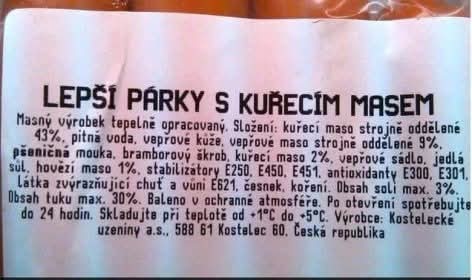 LEPŠÍ PÁRKY S KUŘECÍM MASEM
Masný výrobek tepelně opracovaný. Složení: kuřecí maso strojně oddělené
43%, pitná voda, vepřové kůže, vepřové maso strojně oddělené 9%,
pšeničná mouka, bramborový škrob, kuřecí maso 2%, vepřové sádlo, jedlá
sůl, hovězí maso 1%, stabilizátory E250, E450, E451, antioxidanty E300, E301,
Látka zvýrazňující chuť a vůni E621, česnek, koření. Obsah soli max. 3%.
Obsah tuku max. 30%. Baleno v ochranné atmosféře. Po otevření spotřebujte
do 24 hodin. Skladujte při teplotě od +1°C do +5°C. Výrobce: Kostelecké
uzeniny a.s., 588 61 Kostelec 60, Česká republika